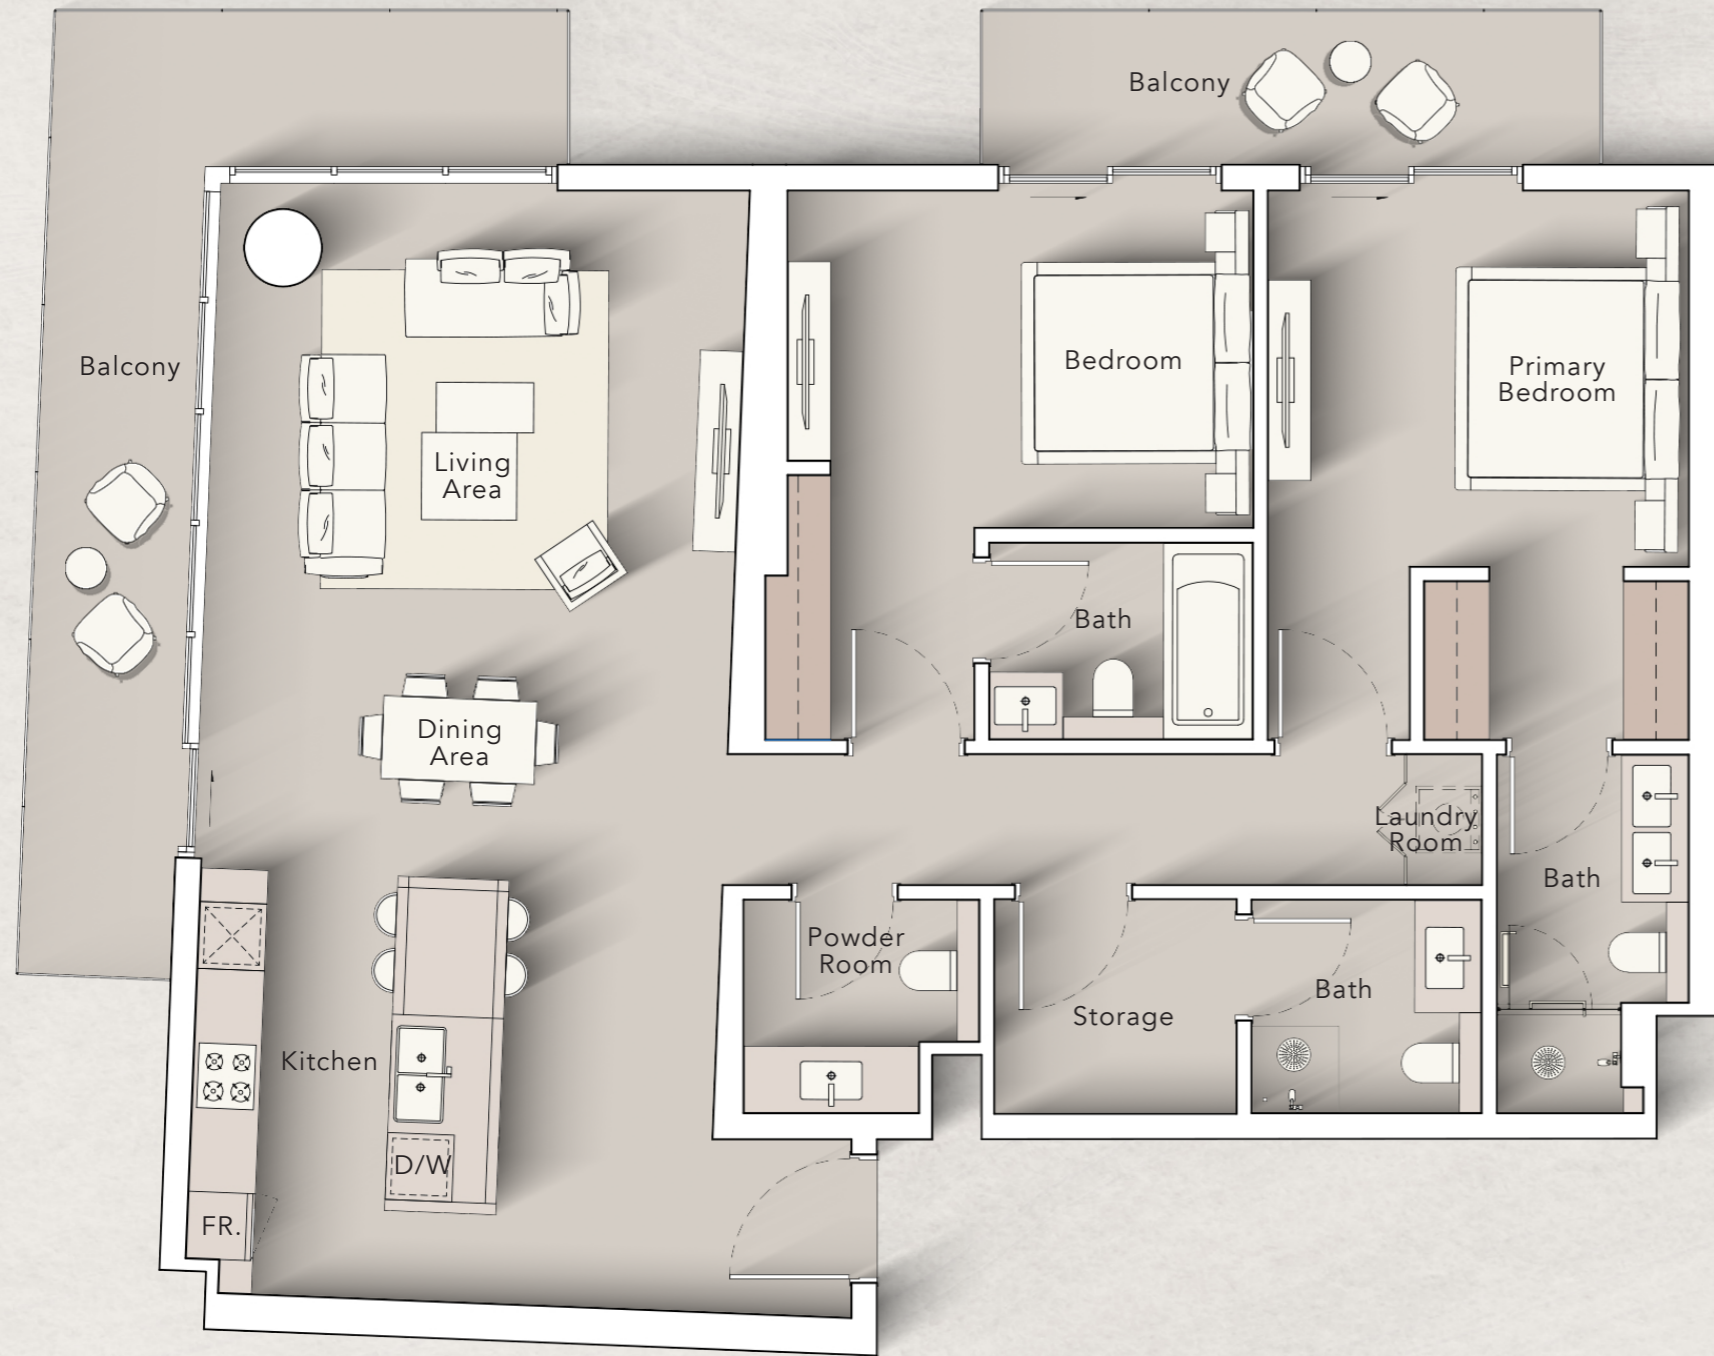 Balcony
Balcony
Bedroom
Primary
Bedroom
Living
Area
Bath
Dining
Area
Laundry
Room
Bath
Powder
Room
Bath
Storage
Kitchen
D/W
FR.